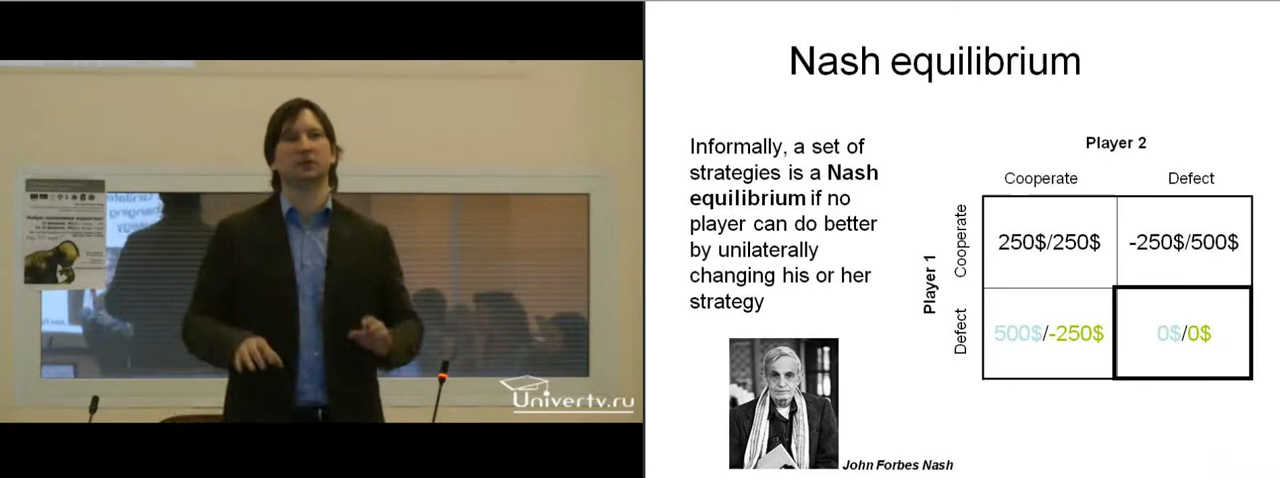 Univertv.ru
Nash equilibrium
Informally, a set of
strategies is a Nash
equilibrium if no
player can do better
by unilaterally
changing his or her
strategy
John Forbes Nash
Player 2
Cooperate Defect
Player 1
Cooperate
250$/250$ -250$/500$
Defect
500$/-250$ 0$/0$